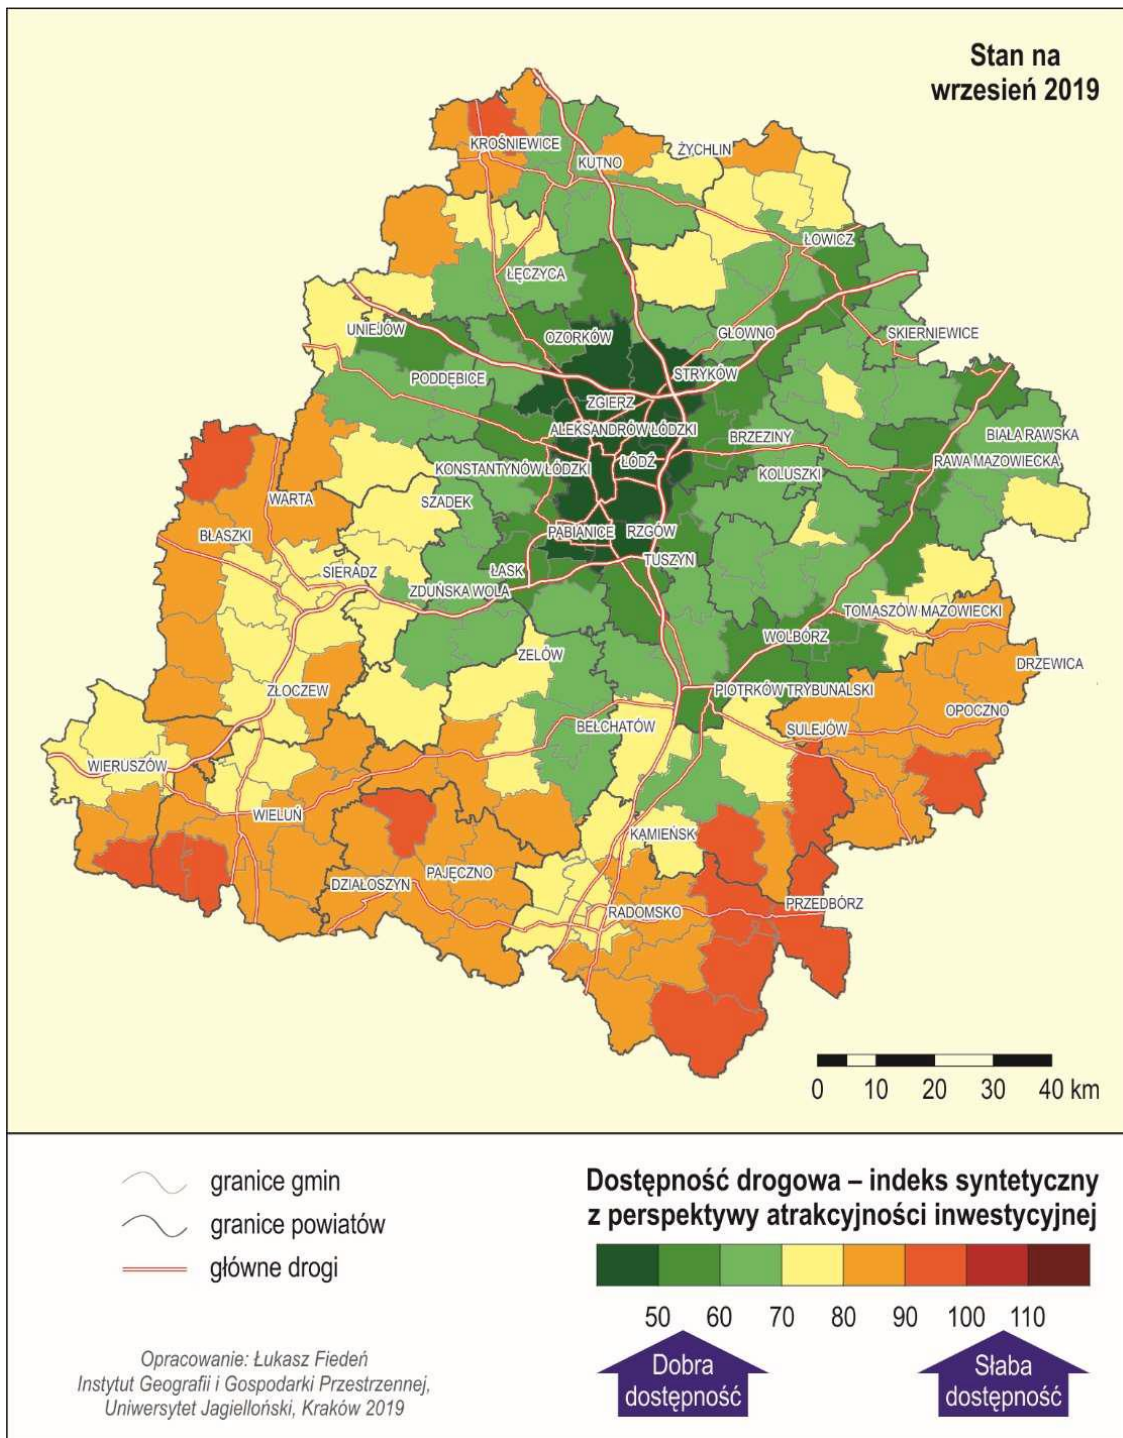 Stan na
wrzesień 2019
KROŚNIEWICE
KUTNO
ŻYCHLIN
ŁOWICZ
ŁĘCZYCA
UNIEJÓW
OZORKÓW
GŁOWNO
SKIERNIEWICE
PODDĘBICE
STRYKÓW
ZGIERZ
ALEKSANDRÓW ŁÓDZKI
BRZEZINY
BIAŁA RAWSKA
KONSTANTYNÓW ŁÓDZKI
ŁÓDŹ
RAWA MAZOWIECKA
KOLUSZKI
WARTA
SZADEK
BŁASZKI
PABIANICE
RZGÓW
TUSZYN
SIERADZ
ŁASK
ZDUŃSKA WOLA
TOMASZÓW MAZOWIECKI
WOLBÓRZ
ZELÓW
DRZEWICA
ZŁOCZEW
PIOTRKÓW TRYBUNALSKI
OPOCZNO
BEŁCHATÓW
SULEJÓW
WIERUSZÓW
WIELUŃ
KAMIEŃSK
PAJĘCZNO
DZIAŁOSZYN
PRZEDBÓRZ
RADOMSKO
0 10 20 30 40 km
granice gmin
granice powiatów
główne drogi
Opracowanie: Łukasz Fiedeń
Instytut Geografii i Gospodarki Przestrzennej,
Uniwersytet Jagielloński, Kraków 2019
Dostępność drogowa – indeks syntetyczny
z perspektywy atrakcyjności inwestycyjnej
50 60 70 80 90 100 110
Dobra
dostępność
Słaba
dostępność